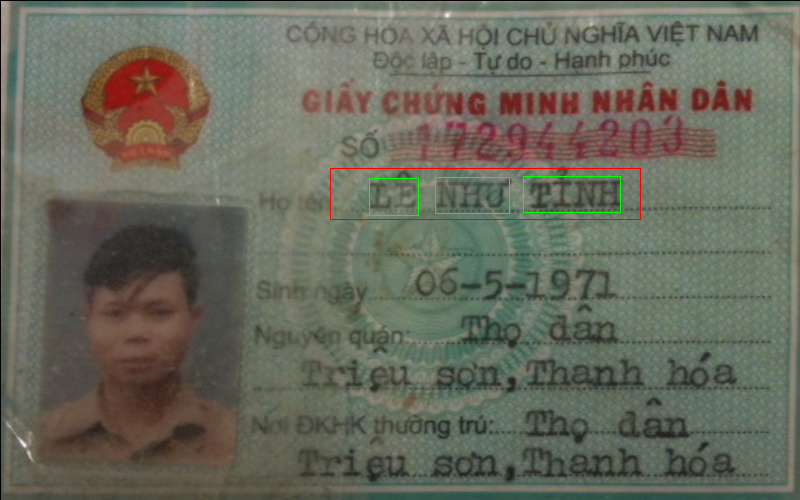 CỘNG HÒA XÃ HỘI CHỦ NGHĨA VIỆT NAM
Độc lập - Tự do - Hạnh phúc
GIẤY CHỨNG MINH NHÂN DÂN
SỐ 172944203
Họ tên: LÊ NHƯ TỈNH
Sinh ngày 06-5-1971
Nguyên quán: Thọ dân
Triệu sơn, Thanh hóa
Nơi ĐKHK thường trú: Thọ dân
Triệu sơn, Thanh hóa